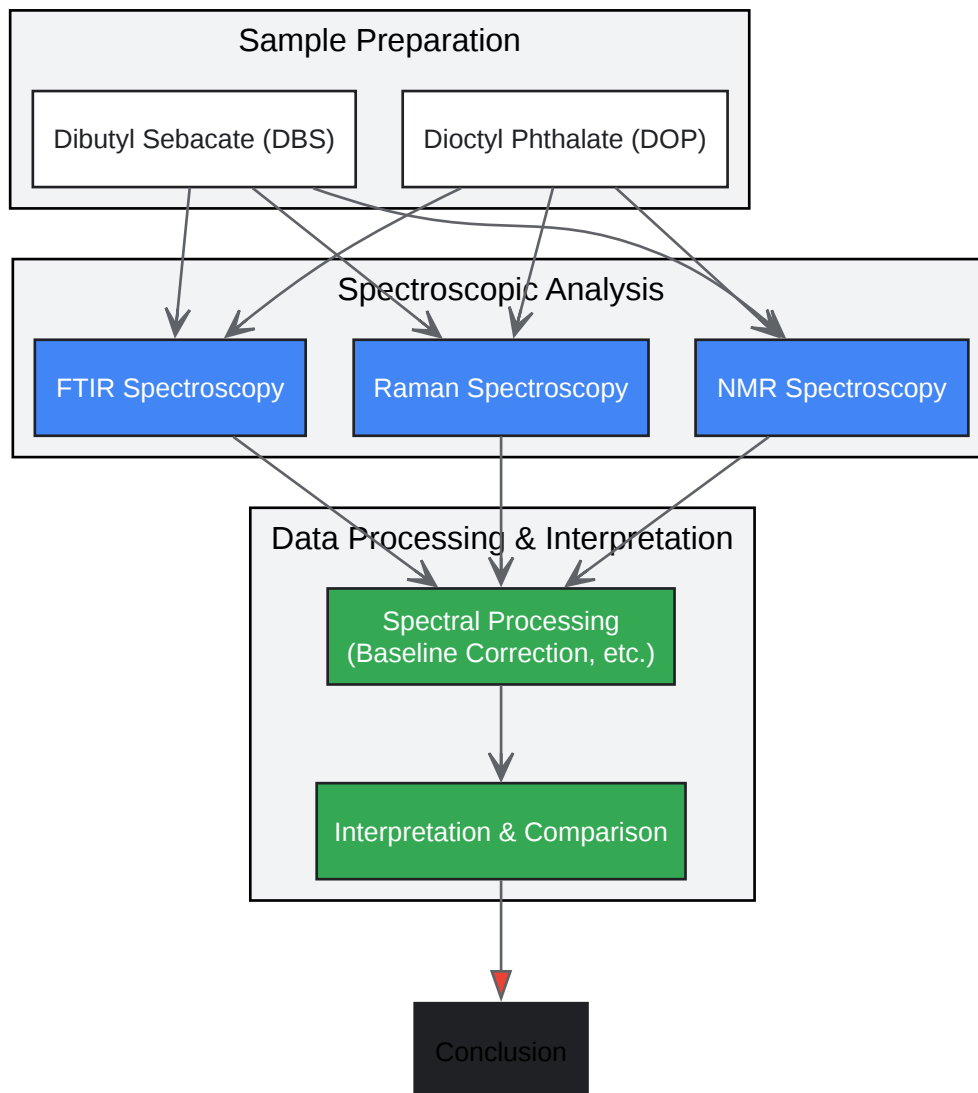 Sample Preparation
Dibutyl Sebacate (DBS)
Dioctyl Phthalate (DOP)
Spectroscopic Analysis
FTIR Spectroscopy
Raman Spectroscopy
NMR Spectroscopy
Data Processing & Interpretation
Spectral Processing
(Baseline Correction, etc.)
Interpretation & Comparison
Conclusion